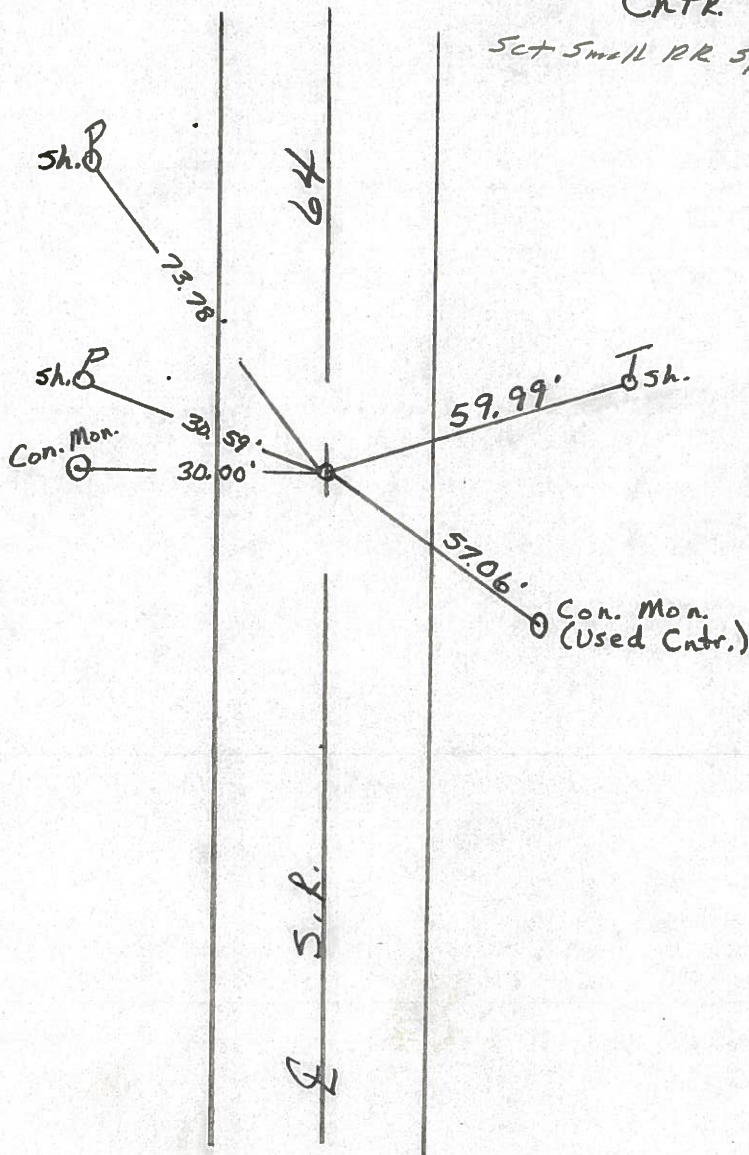 Cntr.
Set Small RR
64
P
Sh.
73.78'
P
Sh.
T
Sh.
59.99'
30.59'
Con. Mon.
30.00'
57.06'
Con. Mon.
(Used Cntr.)
℄ S.R.